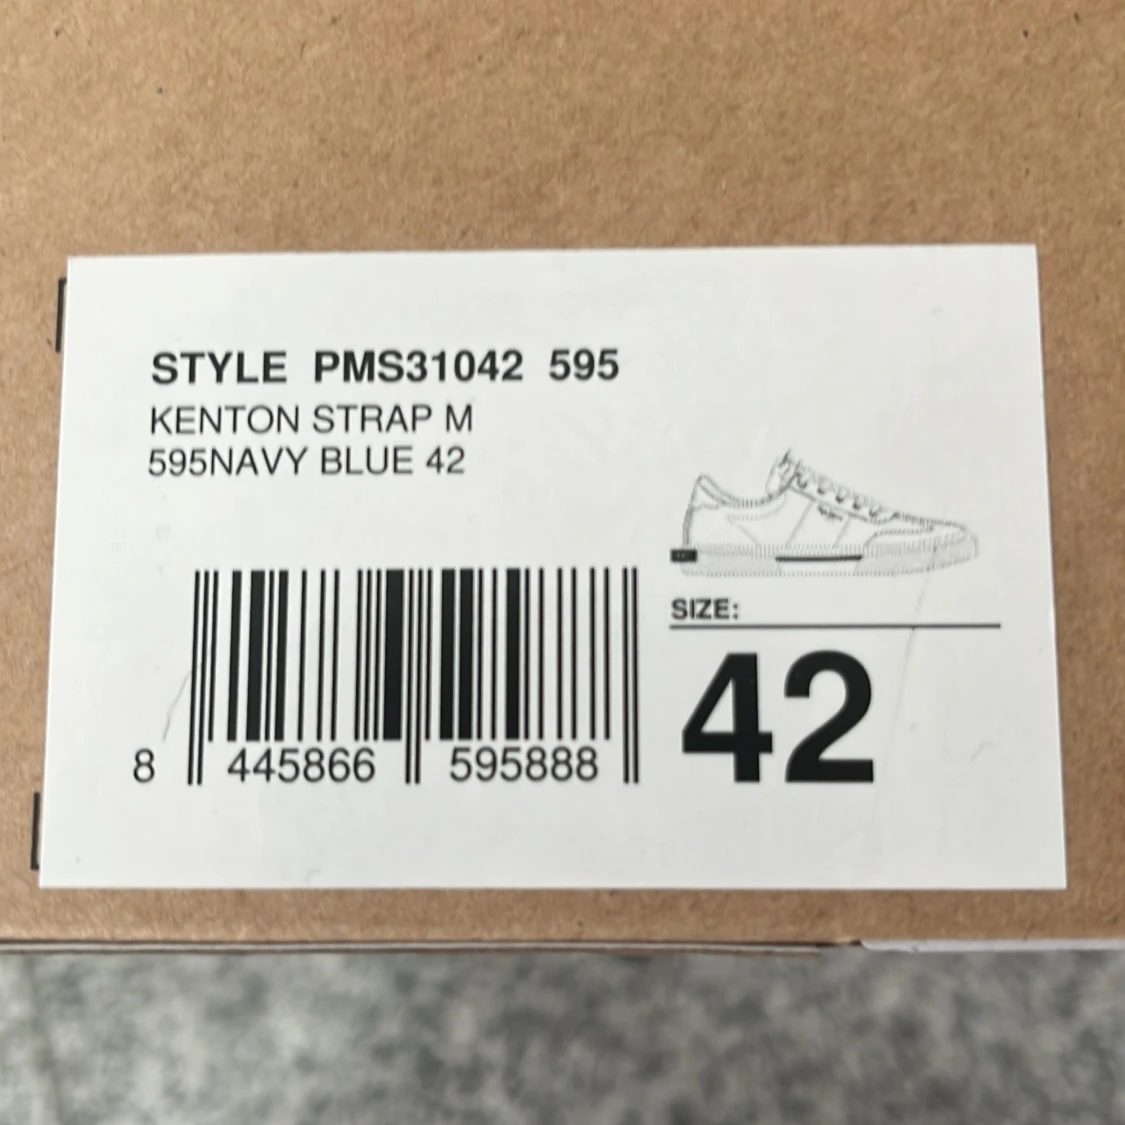 STYLE PMS31042 595
KENTON STRAP M
595NAVY BLUE 42
SIZE:
42
8 445866 595888